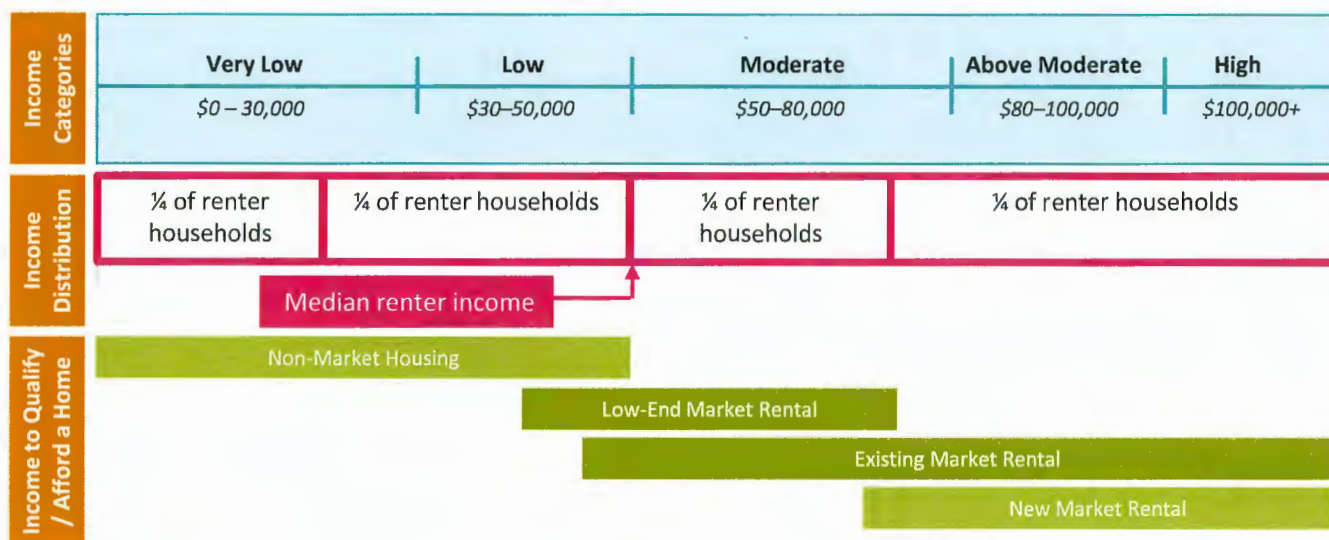 Income
Categories
Very Low
Low
Moderate
Above Moderate
High
$0 – 30,000
$30–50,000
$50–80,000
$80–100,000
$100,000+
Income
Distribution
¼ of renter
households
¼ of renter households
¼ of renter
households
¼ of renter households
Median renter income
Income to Qualify
/ Afford a Home
Non-Market Housing
Low-End Market Rental
Existing Market Rental
New Market Rental